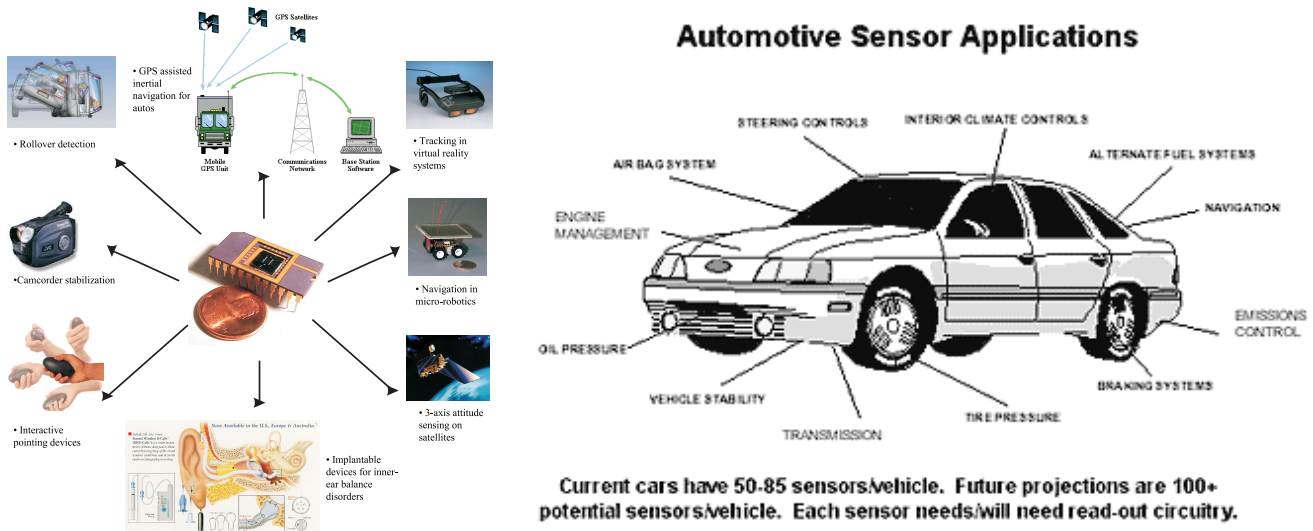 GPS Satellites
• GPS assisted
inertial
navigation for
autos
• Rollover detection
Mobile
GPS Unit
Communications
Network
Base Station
Software
• Tracking in
virtual reality
systems
•Camcorder stabilization
• Navigation in
micro-robotics
• Interactive
pointing devices
• 3-axis attitude
sensing on
satellites
Now Available in the U.S., Europe & Australia
• Implantable
devices for inner-
ear balance
disorders
Automotive Sensor Applications
STEERING CONTROLS
INTERIOR CLIMATE CONTROLS
AIR BAG SYSTEM
ALTERNATE FUEL SYSTEMS
ENGINE
MANAGEMENT
NAVIGATION
EMISSIONS
CONTROL
OIL PRESSURE
BRAKING SYSTEMS
VEHICLE STABILITY
TIRE PRESSURE
TRANSMISSION
Current cars have 50-85 sensors/vehicle. Future projections are 100+
potential sensors/vehicle. Each sensor needs/will need read-out circuitry.